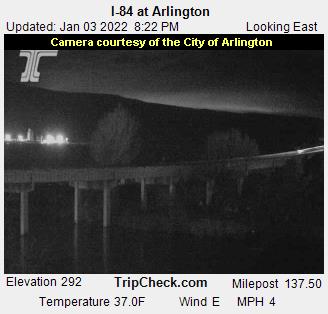 I-84 at Arlington
Updated: Jan 03 2022 8:22 PM Looking East
Camera courtesy of the City of Arlington
Elevation 292 TripCheck.com Milepost 137.50
Temperature 37.0F Wind E MPH 4